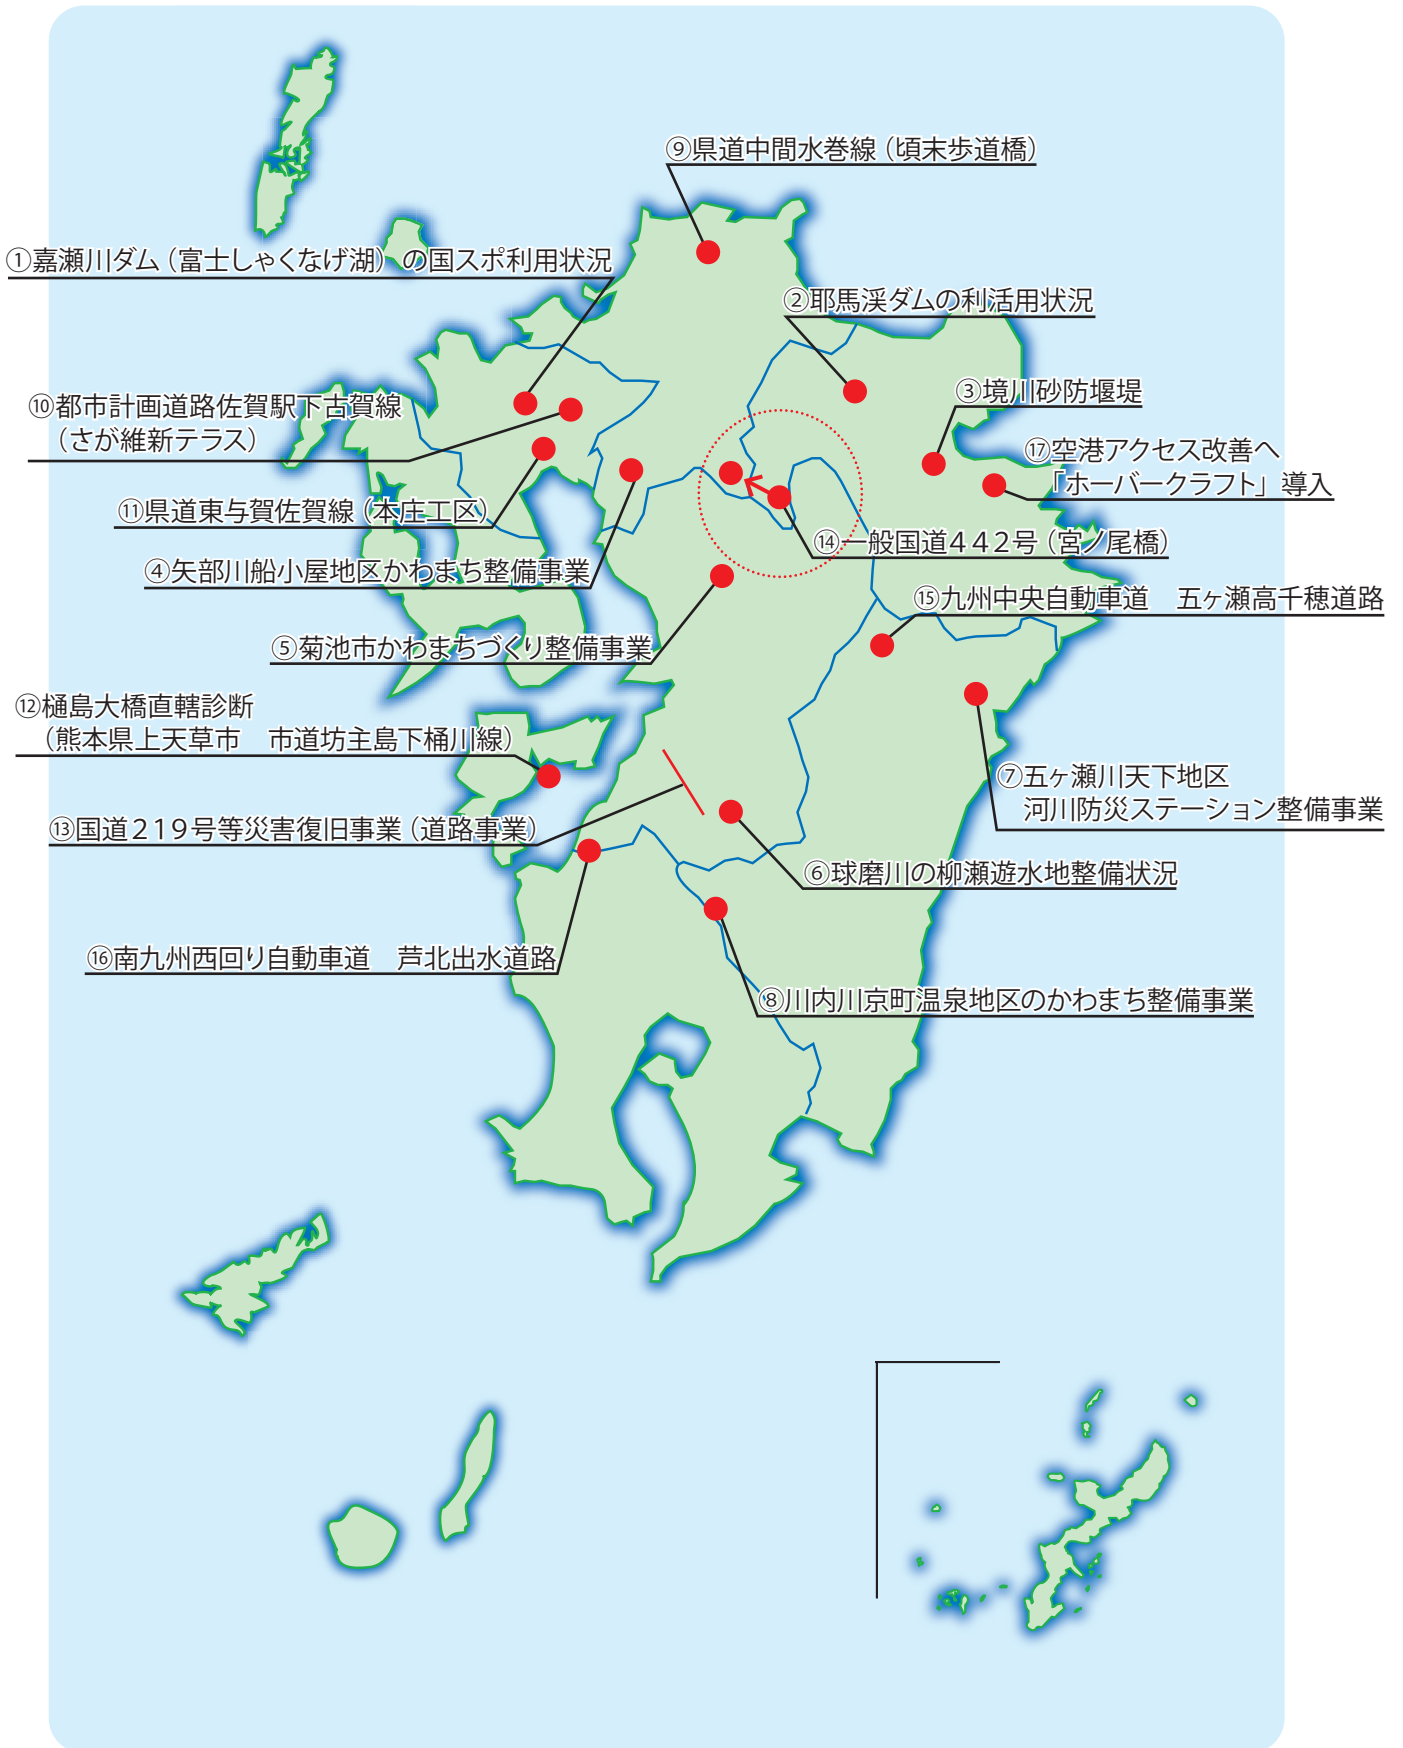 ⑨県道中間水巻線（頃末歩道橋）
①嘉瀬川ダム（富士しゃくなげ湖）の国スポ利用状況
②耶馬渓ダムの利活用状況
③境川砂防堰堤
⑩都市計画道路佐賀駅下古賀線
（さが維新テラス）
⑰空港アクセス改善へ
「ホーバークラフト」導入
⑪県道東与賀佐賀線（本庄工区）
⑭一般国道４４２号（宮ノ尾橋）
④矢部川船小屋地区かわまち整備事業
⑮九州中央自動車道　五ヶ瀬高千穂道路
⑤菊池市かわまちづくり整備事業
⑫樋島大橋直轄診断
（熊本県上天草市　市道坊主島下桶川線）
⑦五ヶ瀬川天下地区
河川防災ステーション整備事業
⑬国道２１９号等災害復旧事業（道路事業）
⑥球磨川の柳瀬遊水地整備状況
⑯南九州西回り自動車道　芦北出水道路
⑧川内川京町温泉地区のかわまち整備事業